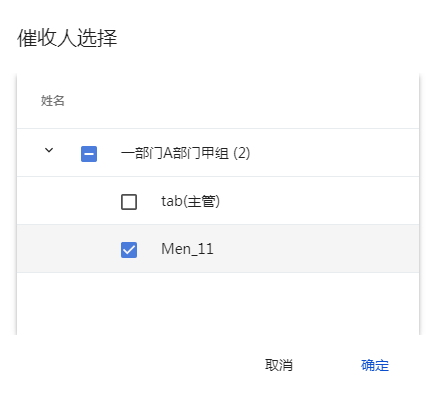 催收人选择
姓名
一部门A部门甲组 (2)
tab(主管)
Men_11
取消 确定